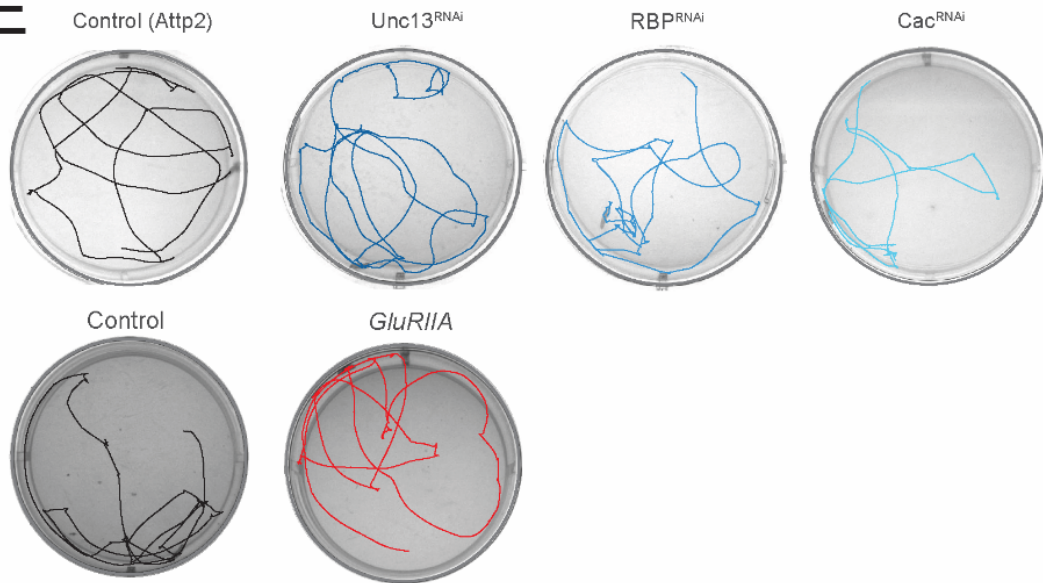 Control (Attp2)
Unc13RNAi
RBPRNAi
CacRNAi
Control
GluRIIA